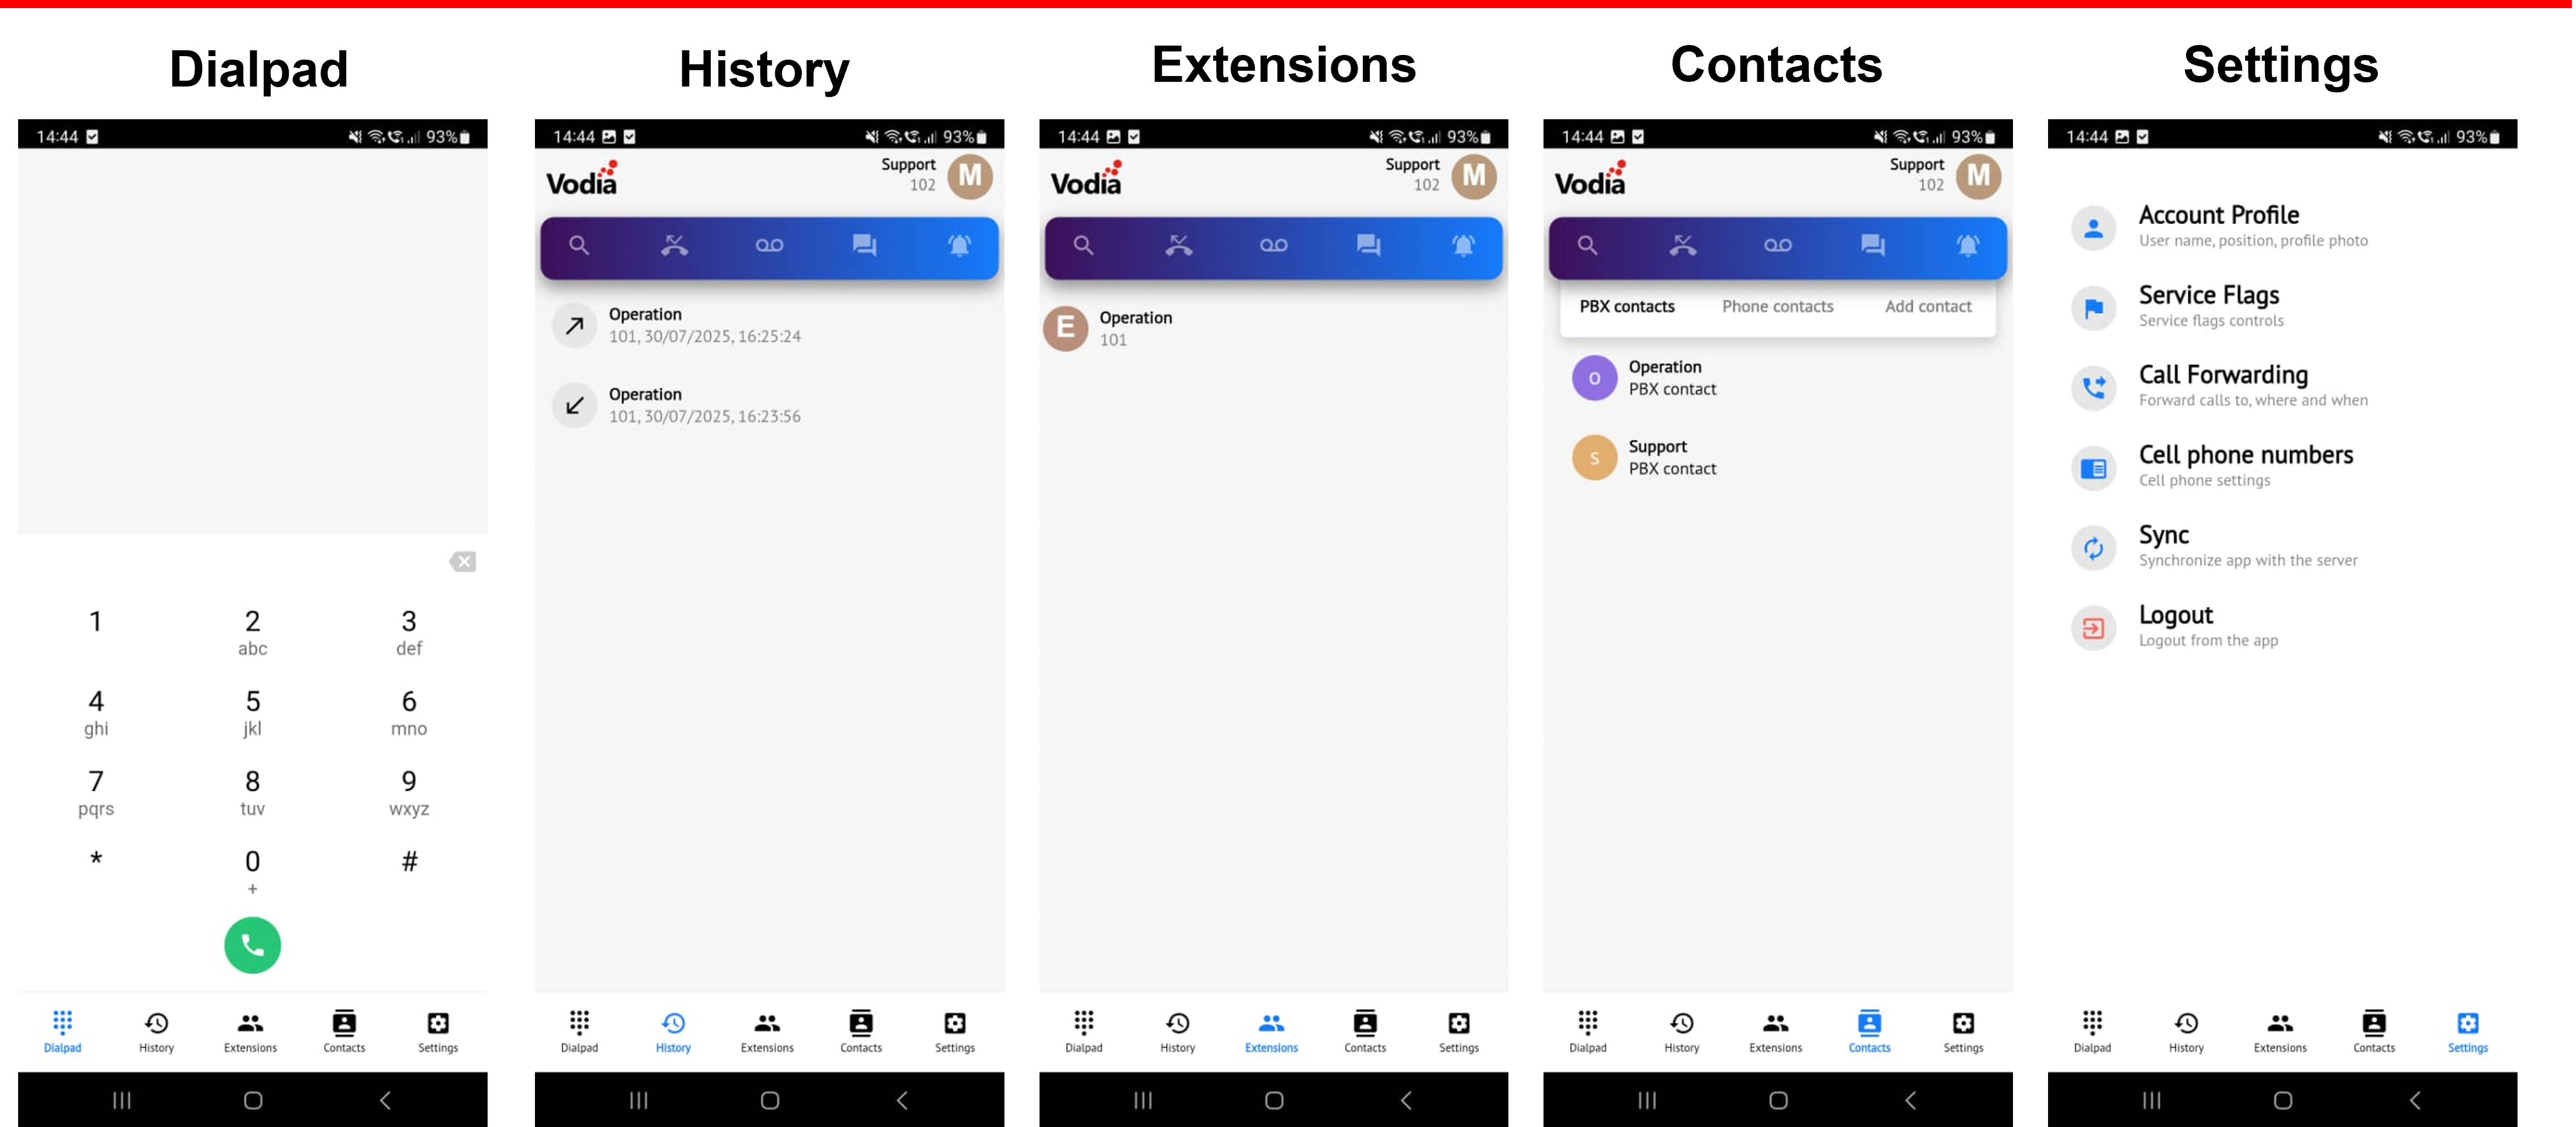 Dialpad
14:44
93%
1
2
3
abc
def
4
5
6
ghi
jkl
mno
7
8
9
pqrs
tuv
wxyz
*
0
#
+
Dialpad
History
Extensions
Contacts
Settings
History
14:44
93%
Vodia
Support
102
M
Operation
101, 30/07/2025, 16:25:24
Operation
101, 30/07/2025, 16:23:56
Dialpad
History
Extensions
Contacts
Settings
Extensions
14:44
93%
Vodia
Support
102
M
E
Operation
101
Dialpad
History
Extensions
Contacts
Settings
Contacts
14:44
93%
Vodia
Support
102
M
PBX contacts
Phone contacts
Add contact
O
Operation
PBX contact
S
Support
PBX contact
Dialpad
History
Extensions
Contacts
Settings
Settings
14:44
93%
Account Profile
User name, position, profile photo
Service Flags
Service flags controls
Call Forwarding
Forward calls to, where and when
Cell phone numbers
Cell phone settings
Sync
Synchronize app with the server
Logout
Logout from the app
Dialpad
History
Extensions
Contacts
Settings